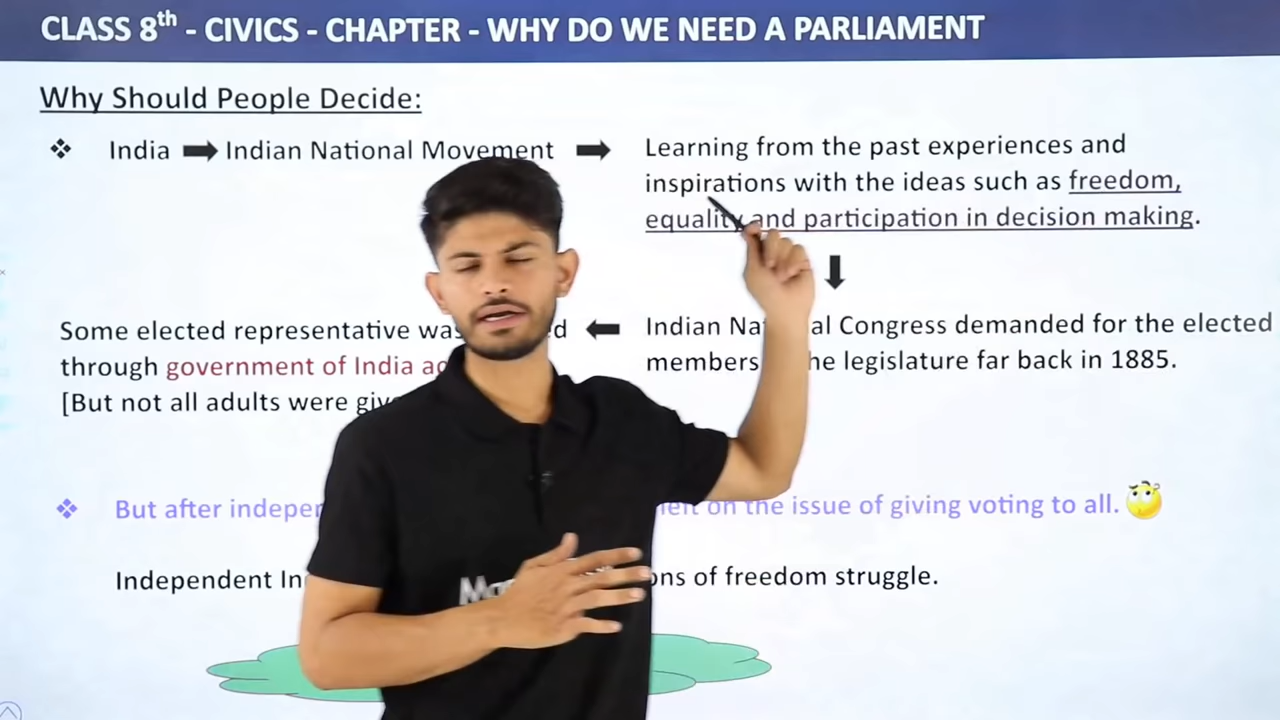 CLASS 8th - CIVICS - CHAPTER - WHY DO WE NEED A PARLIAMENT
Why Should People Decide:
❖ India ➡ Indian National Movement ➡
Learning from the past experiences and
inspirations with the ideas such as freedom,
equality and participation in decision making.
⬇
Indian Na al Congress demanded for the elected
members he legislature far back in 1885.
⬅
Some elected representative was d
through government of India
[But not all adults were
❖ But after on the issue of giving voting to all.
Independent of freedom struggle.